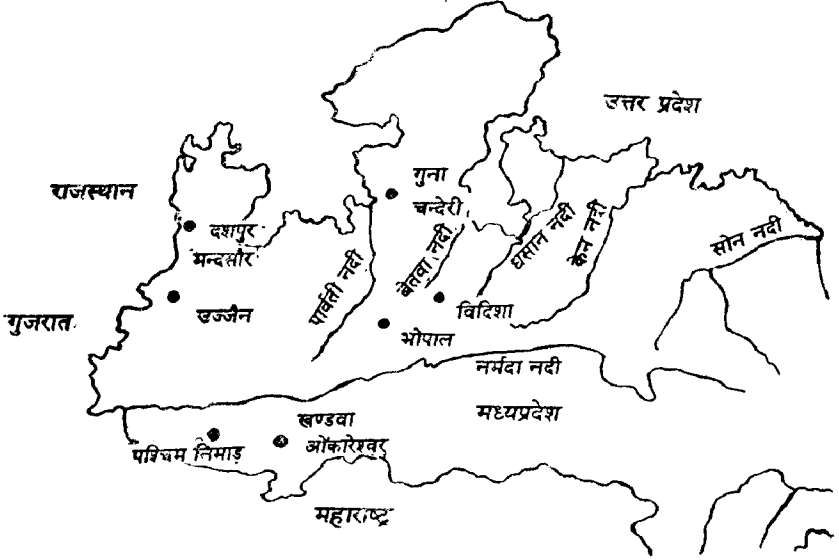 उत्तर प्रदेश
राजस्थान
गुना
चन्देरी
दशपुर
मन्दसौर
पार्वती नदी
बेतवा नदी
धसान नदी
केन नदी
सोन नदी
गुजरात
उज्जैन
विदिशा
भोपाल
नर्मदा नदी
मध्यप्रदेश
खण्डवा
पश्चिम निमाड़
ओंकारेश्वर
महाराष्ट्र